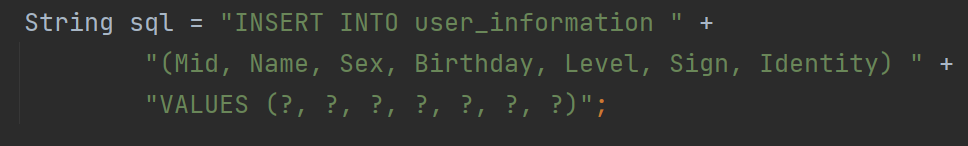 String sql = "INSERT INTO user_information " +
"(Mid, Name, Sex, Birthday, Level, Sign, Identity) " +
"VALUES (?, ?, ?, ?, ?, ?, ?)";